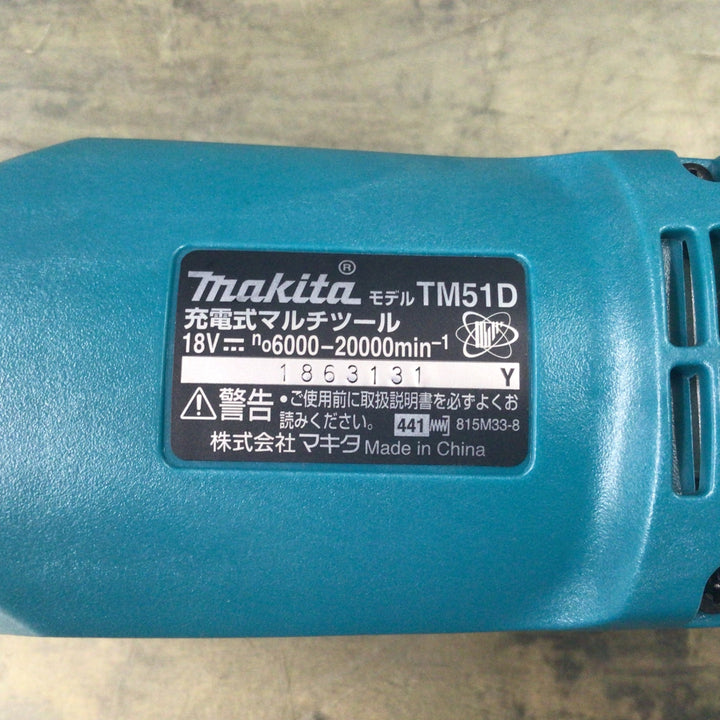 makita® モデル TM51D
充電式マルチツール
18V⎓ n₀6000-20000min⁻¹
1863131 Y
⚠警告・ご使用前に取扱説明書を必ずよくお
読みください。 441 815M33-8
株式会社 マキタ Made in China